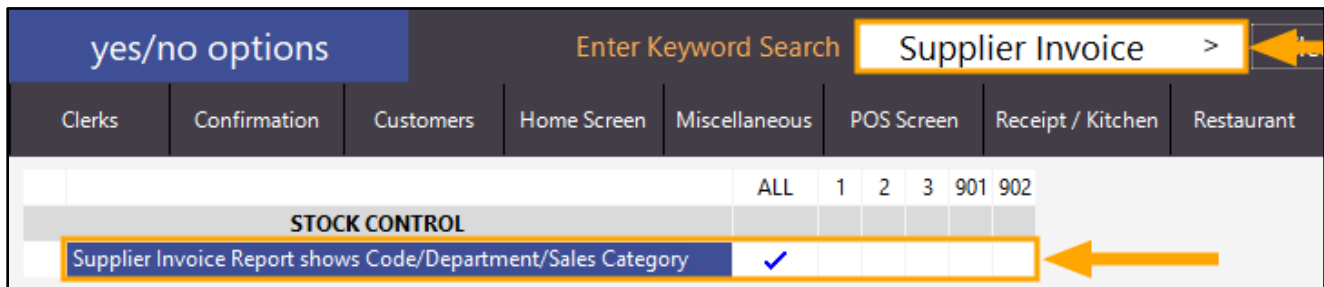 yes/no options Enter Keyword Search Supplier Invoice >
Clerks Confirmation Customers Home Screen Miscellaneous POS Screen Receipt / Kitchen Restaurant
ALL 1 2 3 901 902
STOCK CONTROL
Supplier Invoice Report shows Code/Department/Sales Category